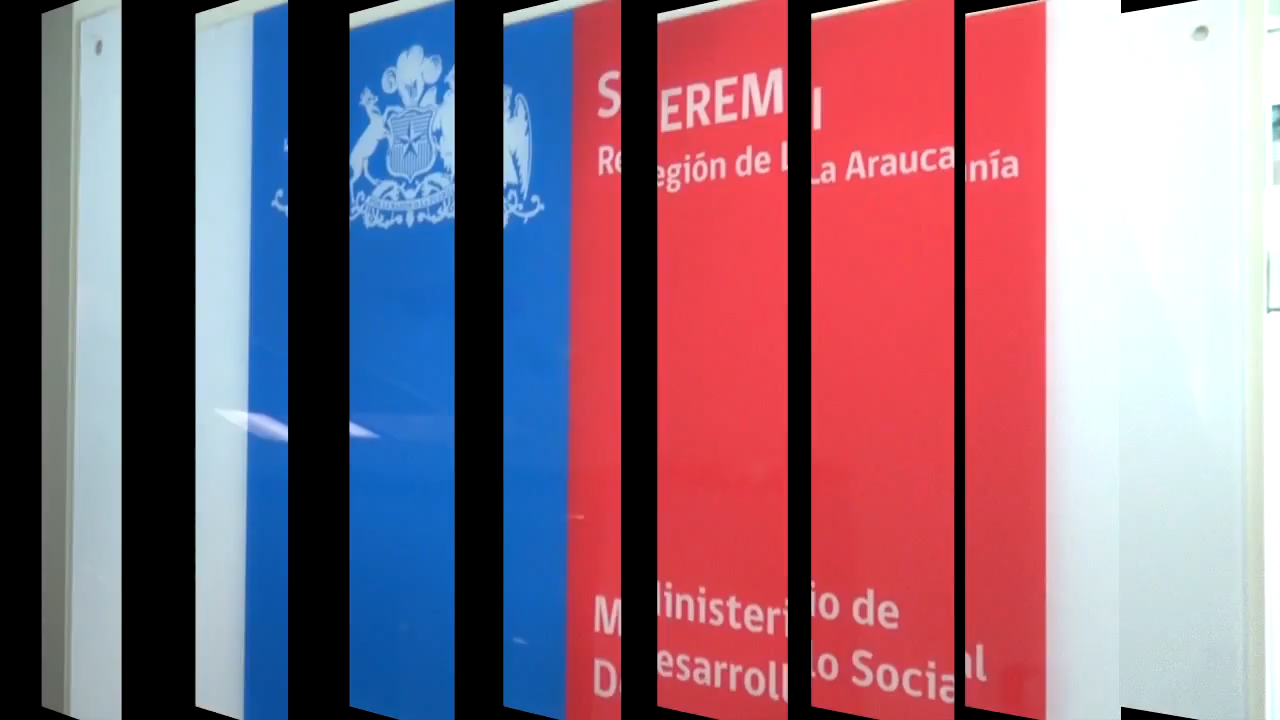 SEREMI
Región de La Araucanía
Ministerio de
Desarrollo Social